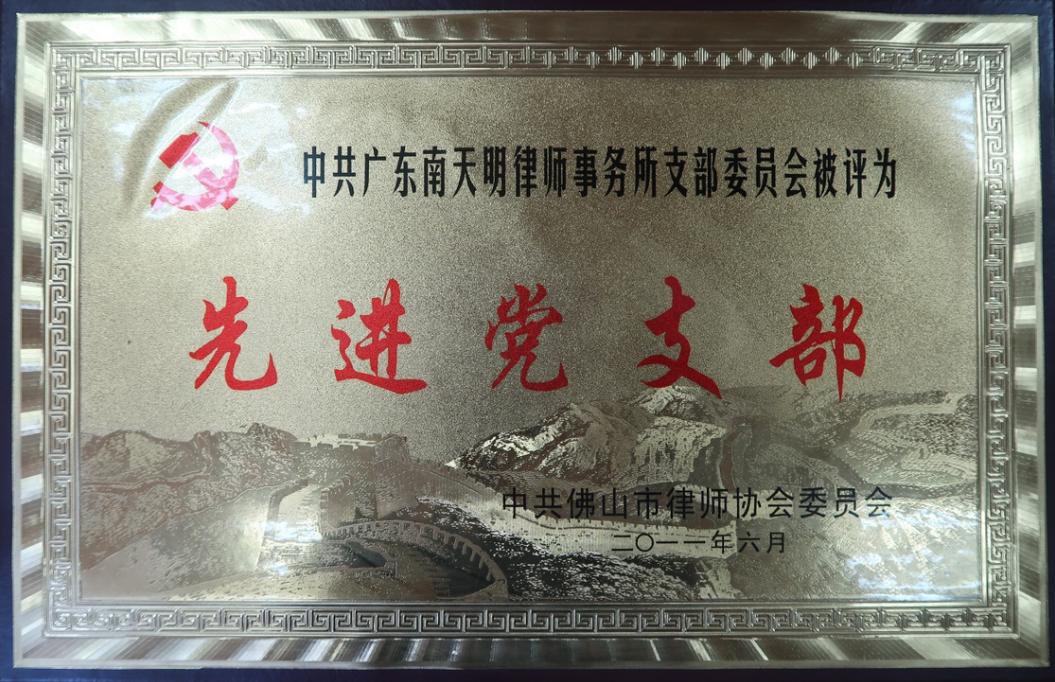 中共广东南天明律师事务所支部委员会被评为
先进党支部
中共佛山市律师协会委员会
二〇一一年六月